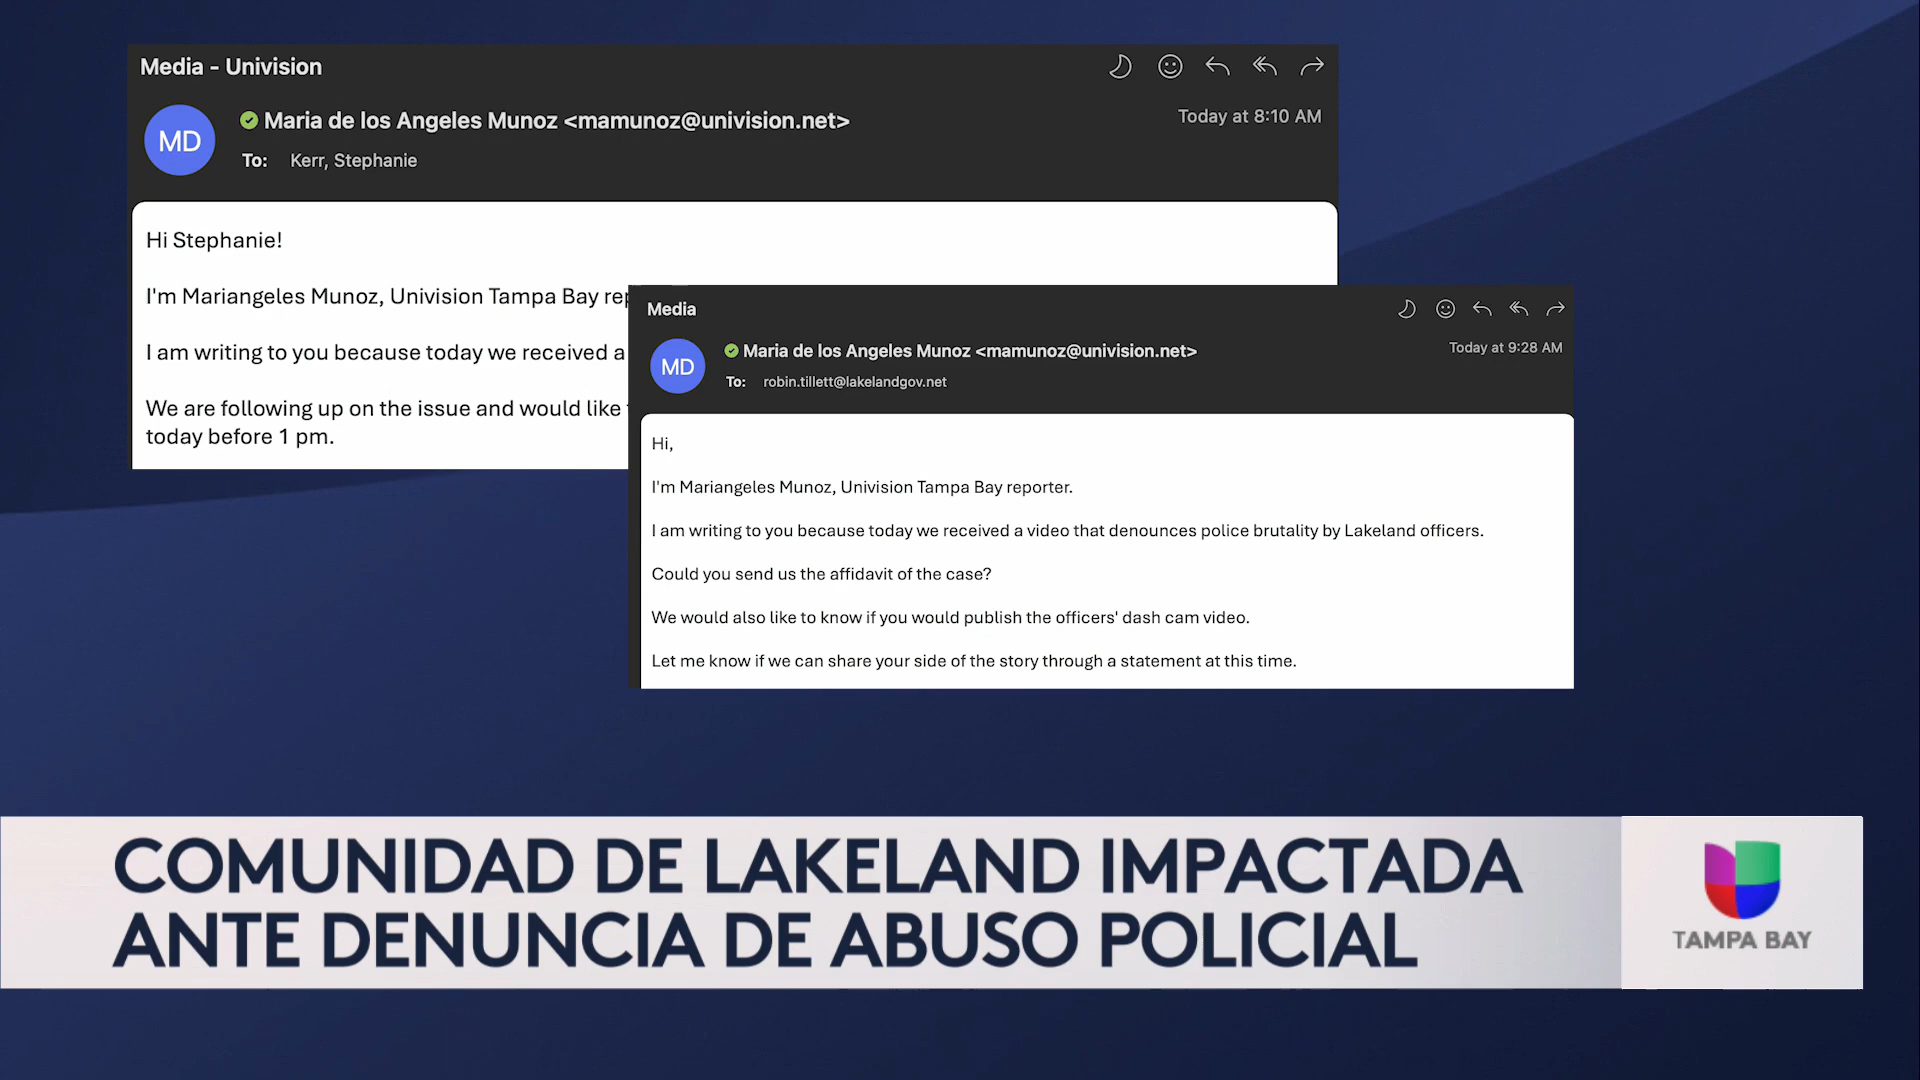 Media - Univision
MD
Maria de los Angeles Munoz <mamunoz@univision.net>
Today at 8:10 AM
To: Kerr, Stephanie
Hi Stephanie!
I'm Mariangeles Munoz, Univision Tampa Bay
I am writing to you because today we received a
We are following up on the issue and would like
today before 1 pm.
Media
MD
Maria de los Angeles Munoz <mamunoz@univision.net>
Today at 9:28 AM
To: robin.tillett@lakelandgov.net
Hi,
I'm Mariangeles Munoz, Univision Tampa Bay reporter.
I am writing to you because today we received a video that denounces police brutality by Lakeland officers.
Could you send us the affidavit of the case?
We would also like to know if you would publish the officers' dash cam video.
Let me know if we can share your side of the story through a statement at this time.
COMUNIDAD DE LAKELAND IMPACTADA
ANTE DENUNCIA DE ABUSO POLICIAL
TAMPA BAY